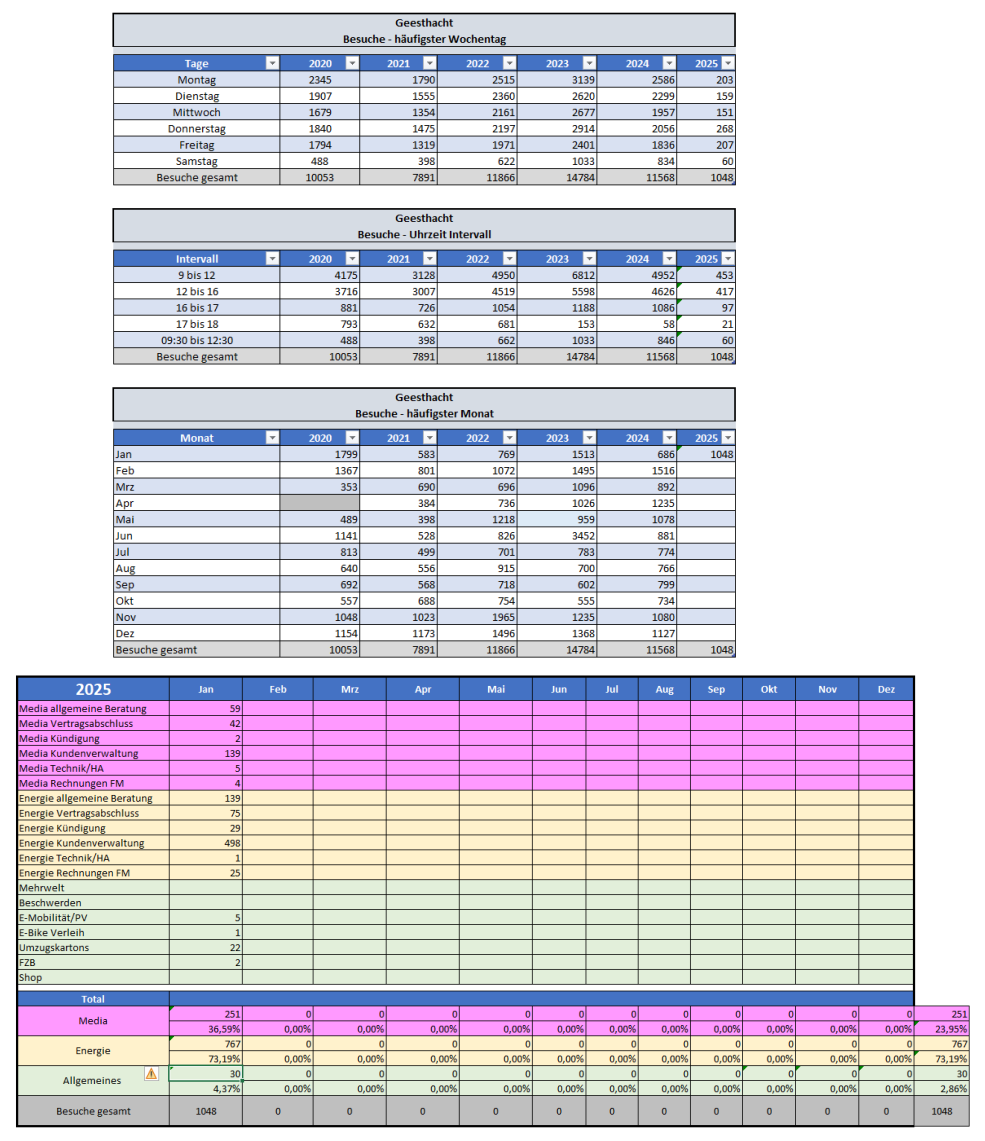 Geesthacht
Besuche - häufigster Wochentag
Tage 2020 2021 2022 2023 2024 2025
Montag 2345 1790 2515 3139 2586 203
Dienstag 1907 1555 2360 2620 2299 159
Mittwoch 1679 1354 2161 2677 1957 151
Donnerstag 1840 1475 2197 2914 2056 268
Freitag 1794 1319 1971 2401 1836 207
Samstag 488 398 622 1033 834 60
Besuche gesamt 10053 7891 11866 14784 11568 1048
Geesthacht
Besuche - Uhrzeit Intervall
Intervall 2020 2021 2022 2023 2024 2025
9 bis 12 4175 3128 4950 6812 4952 453
12 bis 16 3716 3007 4519 5598 4626 417
16 bis 17 881 726 1054 1188 1086 97
17 bis 18 793 632 681 153 58 21
09:30 bis 12:30 488 398 662 1033 846 60
Besuche gesamt 10053 7891 11866 14784 11568 1048
Geesthacht
Besuche - häufigster Monat
Monat 2020 2021 2022 2023 2024 2025
Jan 1799 583 769 1513 686 1048
Feb 1367 801 1072 1495 1516
Mrz 353 690 696 1096 892
Apr 384 736 1026 1235
Mai 489 398 1218 959 1078
Jun 1141 528 826 3452 881
Jul 813 499 701 783 774
Aug 640 556 915 700 766
Sep 692 568 718 602 799
Okt 557 688 754 555 734
Nov 1048 1023 1965 1235 1080
Dez 1154 1173 1496 1368 1127
Besuche gesamt 10053 7891 11866 14784 11568 1048
2025 Jan Feb Mrz Apr Mai Jun Jul Aug Sep Okt Nov Dez
Media allgemeine Beratung 59
Media Vertragsabschluss 42
Media Kündigung 2
Media Kundenverwaltung 139
Media Technik/HA 5
Media Rechnungen FM 4
Energie allgemeine Beratung 139
Energie Vertragsabschluss 75
Energie Kündigung 29
Energie Kundenverwaltung 498
Energie Technik/HA 1
Energie Rechnungen FM 25
Mehrwelt
Beschwerden
E-Mobilität/PV 5
E-Bike Verleih 1
Umzugskartons 22
FZB 2
Shop
Total
Media 251 0 0 0 0 0 0 0 0 0 0 0 251
36,59% 0,00% 0,00% 0,00% 0,00% 0,00% 0,00% 0,00% 0,00% 0,00% 0,00% 0,00% 23,95%
Energie 767 0 0 0 0 0 0 0 0 0 0 0 767
73,19% 0,00% 0,00% 0,00% 0,00% 0,00% 0,00% 0,00% 0,00% 0,00% 0,00% 0,00% 73,19%
Allgemeines 30 0 0 0 0 0 0 0 0 0 0 0 30
4,37% 0,00% 0,00% 0,00% 0,00% 0,00% 0,00% 0,00% 0,00% 0,00% 0,00% 0,00% 2,86%
Besuche gesamt 1048 0 0 0 0 0 0 0 0 0 0 0 1048